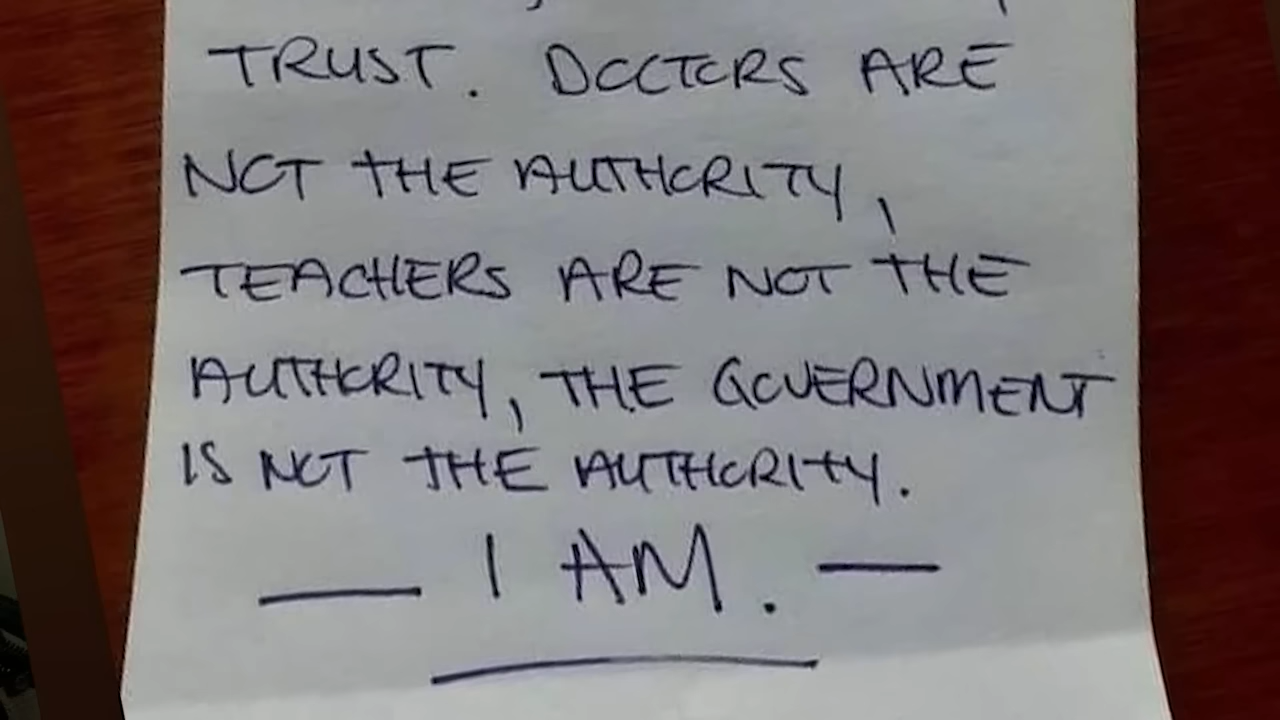 TRUST. DOCTORS ARE
NOT THE AUTHORITY,
TEACHERS ARE NOT THE
AUTHORITY, THE GOVERNMENT
IS NOT THE AUTHORITY.
— I AM. —